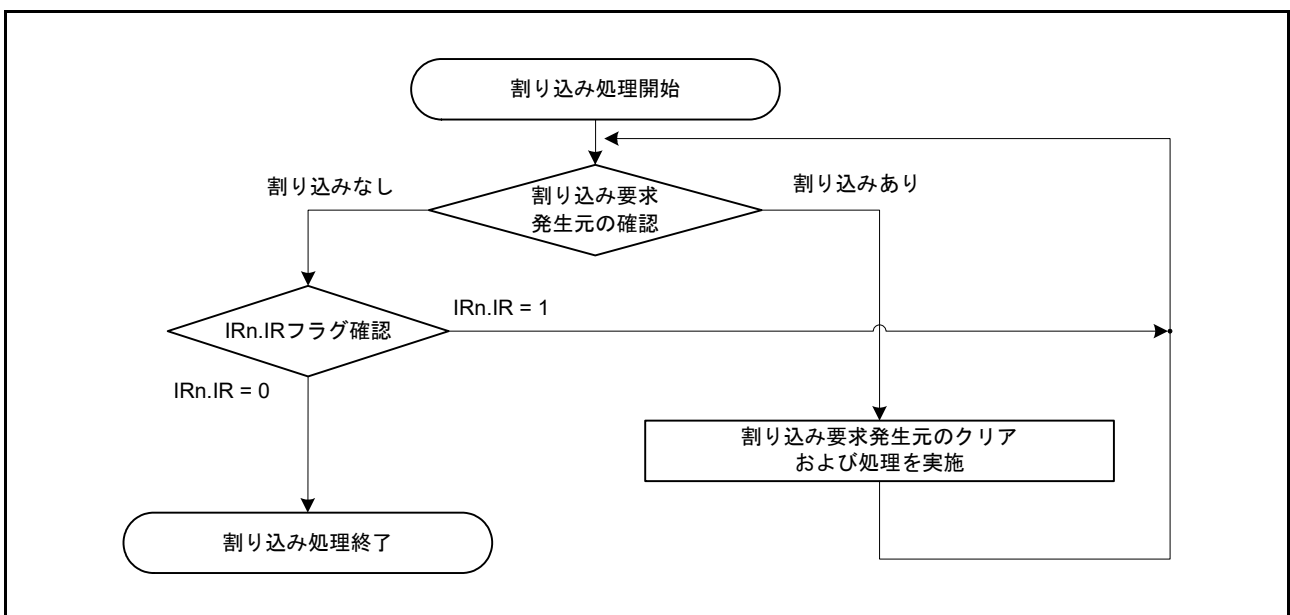 割り込み処理開始
割り込みなし
割り込みあり
割り込み要求
発生元の確認
IRn.IRフラグ確認
IRn.IR = 1
IRn.IR = 0
割り込み要求発生元のクリア
および処理を実施
割り込み処理終了